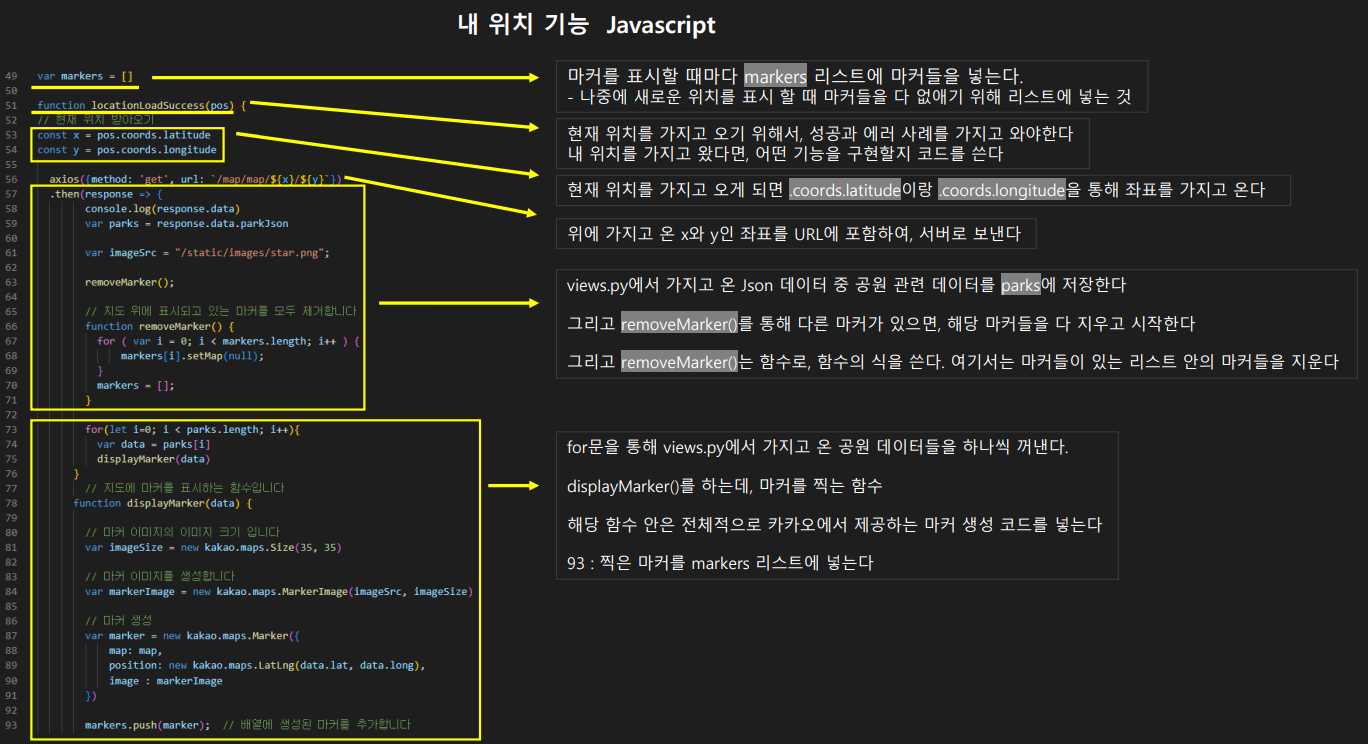 내 위치 기능 Javascript
49 var markers = []
50
51 function locationLoadSuccess(pos) {
52 // 현재 위치 받아오기
53 const x = pos.coords.latitude
54 const y = pos.coords.longitude
55
56 axios({method: 'get', url: `/map/map/${x}/${y}`})
57 .then(response => {
58 console.log(response.data)
59 var parks = response.data.parkJson
60
61 var imageSrc = "/static/images/star.png";
62
63 removeMarker();
64
65 // 지도 위에 표시되고 있는 마커를 모두 제거합니다
66 function removeMarker() {
67 for ( var i = 0; i < markers.length; i++ ) {
68 markers[i].setMap(null);
69 }
70 markers = [];
71 }
72
73 for(let i=0; i < parks.length; i++){
74 var data = parks[i]
75 displayMarker(data)
76 }
77 // 지도에 마커를 표시하는 함수입니다
78 function displayMarker(data) {
79
80 // 마커 이미지의 이미지 크기 입니다
81 var imageSize = new kakao.maps.Size(35, 35)
82
83 // 마커 이미지를 생성합니다
84 var markerImage = new kakao.maps.MarkerImage(imageSrc, imageSize)
85
86 // 마커 생성
87 var marker = new kakao.maps.Marker({
88 map: map,
89 position: new kakao.maps.LatLng(data.lat, data.long),
90 image : markerImage
91 })
92
93 markers.push(marker); // 배열에 생성된 마커를 추가합니다
마커를 표시할 때마다 markers 리스트에 마커들을 넣는다.
- 나중에 새로운 위치를 표시 할 때 마커들을 다 없애기 위해 리스트에 넣는 것
현재 위치를 가지고 오기 위해서, 성공과 에러 사례를 가지고 와야한다
내 위치를 가지고 왔다면, 어떤 기능을 구현할지 코드를 쓴다
현재 위치를 가지고 오게 되면 .coords.latitude이랑 .coords.longitude을 통해 좌표를 가지고 온다
위에 가지고 온 x와 y인 좌표를 URL에 포함하여, 서버로 보낸다
views.py에서 가지고 온 Json 데이터 중 공원 관련 데이터를 parks에 저장한다
그리고 removeMarker()를 통해 다른 마커가 있으면, 해당 마커들을 다 지우고 시작한다
그리고 removeMarker()는 함수로, 함수의 식을 쓴다. 여기서는 마커들이 있는 리스트 안의 마커들을 지운다
for문을 통해 views.py에서 가지고 온 공원 데이터들을 하나씩 꺼낸다.
displayMarker()를 하는데, 마커를 찍는 함수
해당 함수 안은 전체적으로 카카오에서 제공하는 마커 생성 코드를 넣는다
93 : 찍은 마커를 markers 리스트에 넣는다